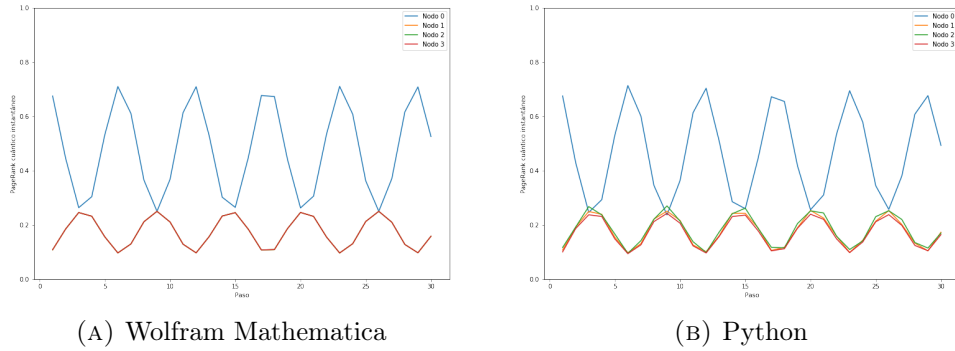 1.0
0.8
0.6
0.4
0.2
0.0
PageRank cuántico instantáneo
0
5
10
15
20
25
30
Paso
Nodo 0
Nodo 1
Nodo 2
Nodo 3
(A) Wolfram Mathematica
1.0
0.8
0.6
0.4
0.2
0.0
PageRank cuántico instantáneo
0
5
10
15
20
25
30
Paso
Nodo 0
Nodo 1
Nodo 2
Nodo 3
(B) Python